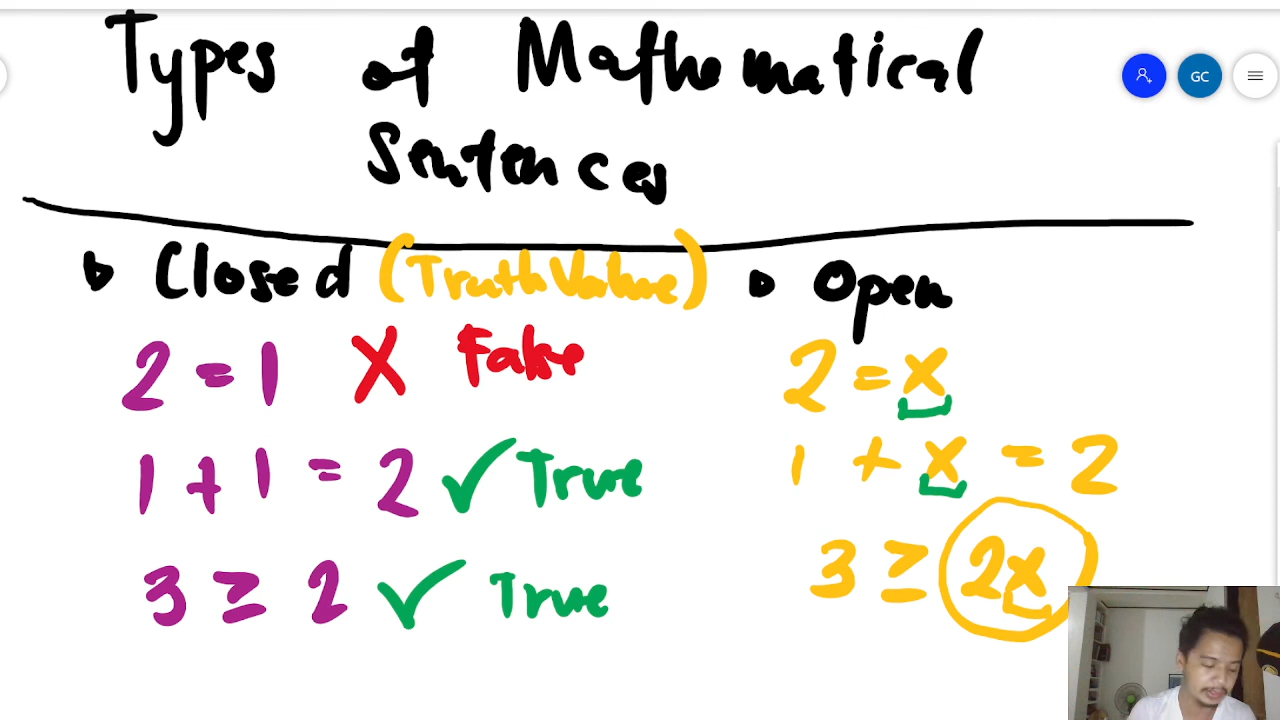 Types of Mathematical
Sentences
Closed (Truth Value)
2 = 1 X False
1 + 1 = 2 ✓ True
3 ≥ 2 ✓ True
Open
2 = x
1 + x = 2
3 ≥ 2x
GC